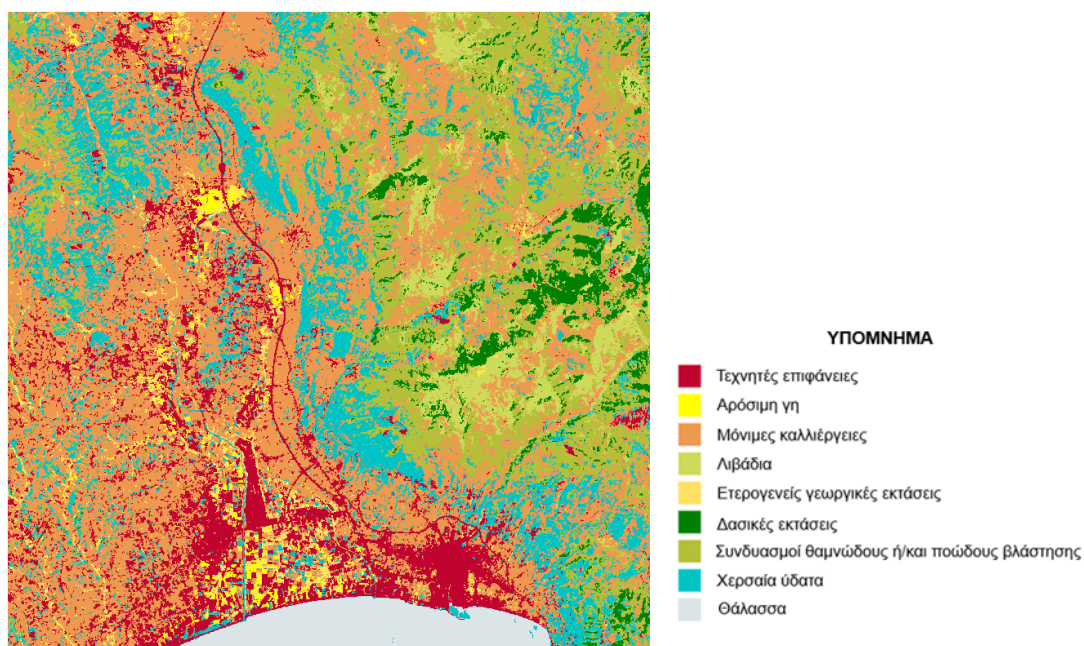 ΥΠΟΜΝΗΜΑ
Τεχνητές επιφάνειες
Αρόσιμη γη
Μόνιμες καλλιέργειες
Λιβάδια
Ετερογενείς γεωργικές εκτάσεις
Δασικές εκτάσεις
Συνδυασμοί θαμνώδους ή/και ποώδους βλάστησης
Χερσαία ύδατα
Θάλασσα